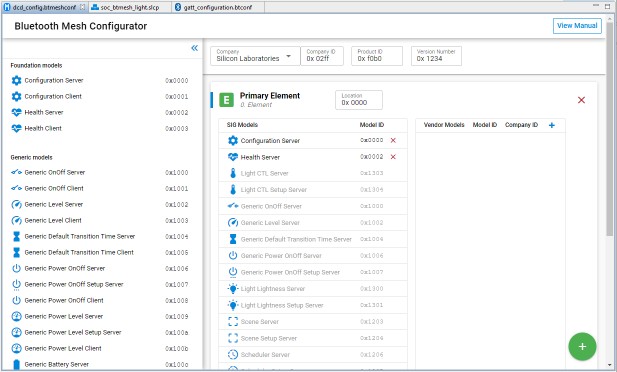 dcd_config.btmeshconf
soc_btmesh_light.slcp
gatt_configuration.btconf
Bluetooth Mesh Configurator
View Manual
Foundation models
Configuration Server 0x0000
Configuration Client 0x0001
Health Server 0x0002
Health Client 0x0003
Generic models
Generic OnOff Server 0x1000
Generic OnOff Client 0x1001
Generic Level Server 0x1002
Generic Level Client 0x1003
Generic Default Transition Time Server 0x1004
Generic Default Transition Time Client 0x1005
Generic Power OnOff Server 0x1006
Generic Power OnOff Setup Server 0x1007
Generic Power OnOff Client 0x1008
Generic Power Level Server 0x1009
Generic Power Level Setup Server 0x100a
Generic Power Level Client 0x100b
Generic Battery Server 0x100c
Company
Silicon Laboratories
Company ID
0x 02ff
Product ID
0x f0b0
Version Number
0x 1234
E
Primary Element
0. Element
Location
0x 0000
SIG Models Model ID
Configuration Server 0x0000
Health Server 0x0002
Light CTL Server 0x1303
Light CTL Setup Server 0x1304
Generic OnOff Server 0x1000
Generic Level Server 0x1002
Generic Default Transition Time Server 0x1004
Generic Power OnOff Server 0x1006
Generic Power OnOff Setup Server 0x1007
Light Lightness Server 0x1300
Light Lightness Setup Server 0x1301
Scene Server 0x1203
Scene Setup Server 0x1204
Scheduler Server 0x1206
Vendor Models Model ID Company ID +